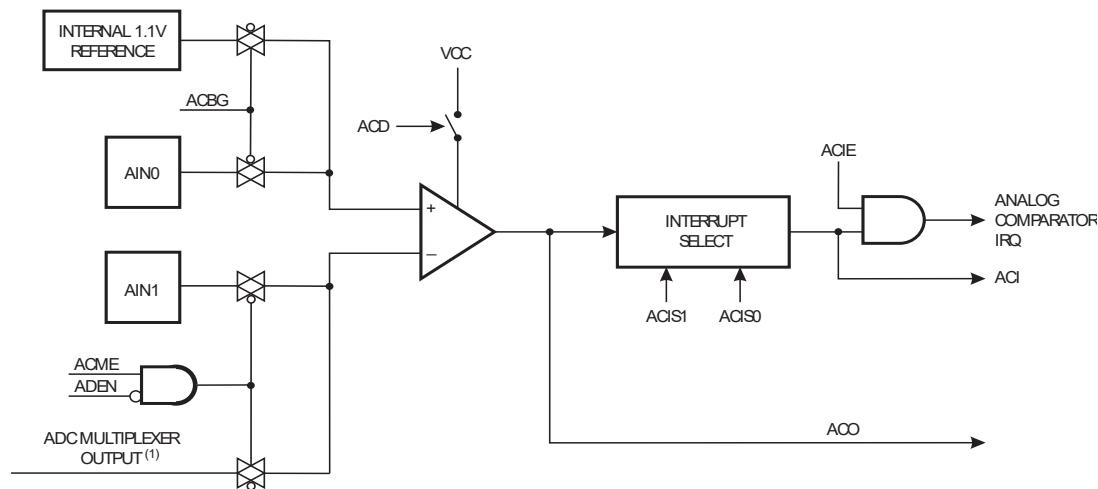 INTERNAL 1.1V
REFERENCE
VCC
ACBG
ACD
AIN0
ACIE
+
INTERRUPT
SELECT
ANALOG
COMPARATOR
IRQ
–
AIN1
ACI
ACIS1
ACIS0
ACME
ADEN
ADC MULTIPLEXER
OUTPUT (1)
ACO